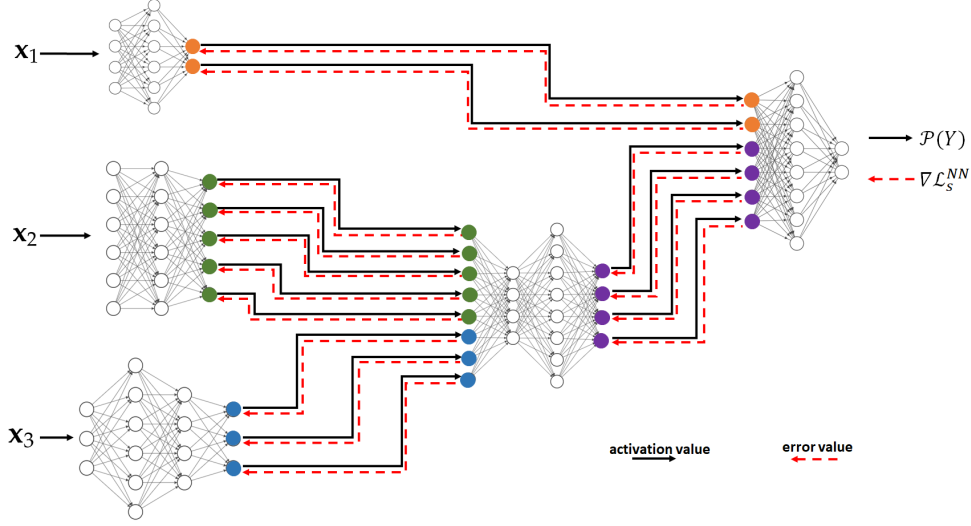 x₁
𝒫(Y)
∇ℒₛᴺᴺ
x₂
x₃
activation value
error value